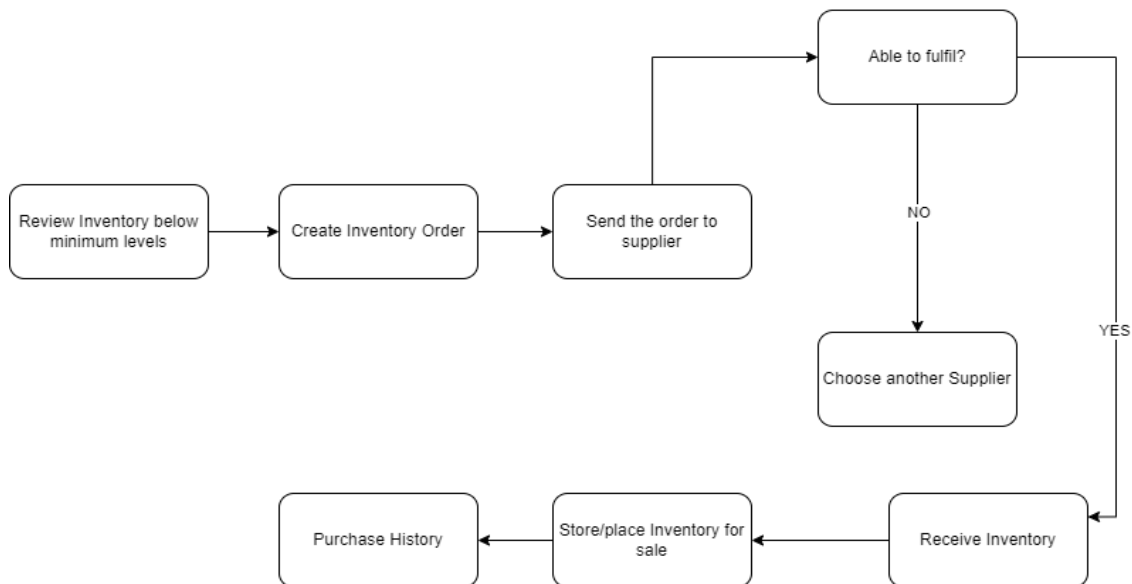 Able to fulfil?
Review Inventory below
minimum levels
Create Inventory Order
Send the order to
supplier
NO
YES
Choose another Supplier
Purchase History
Store/place Inventory for
sale
Receive Inventory